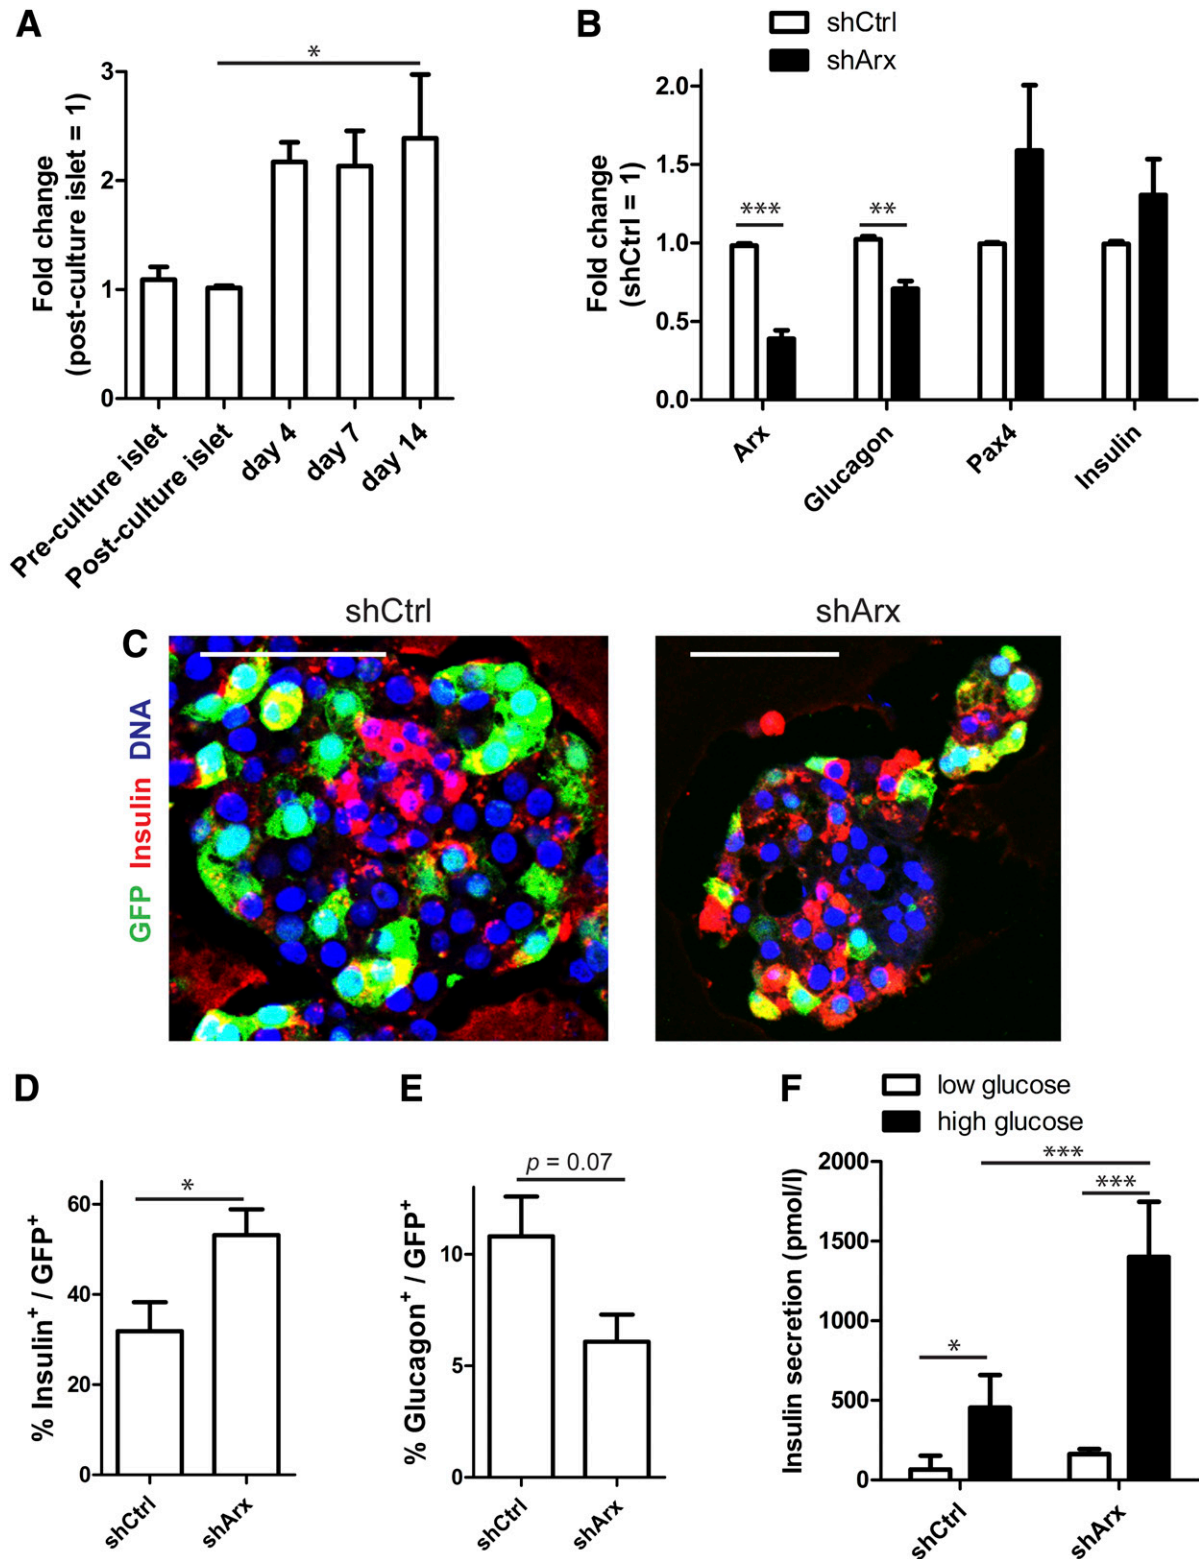 A
Fold change
(post-culture islet = 1)
3
2
1
0
*
Pre-culture islet
Post-culture islet
day 4
day 7
day 14
B
shCtrl
shArx
Fold change
(shCtrl = 1)
2.0
1.5
1.0
0.5
0.0
***
**
Arx
Glucagon
Pax4
Insulin
C
shCtrl
shArx
GFP Insulin DNA
D
% Insulin+ / GFP+
60
40
20
0
*
shCtrl
shArx
E
% Glucagon+ / GFP+
10
5
0
p = 0.07
shCtrl
shArx
F
low glucose
high glucose
Insulin secretion (pmol/l)
2000
1500
1000
500
0
*
***
***
shCtrl
shArx